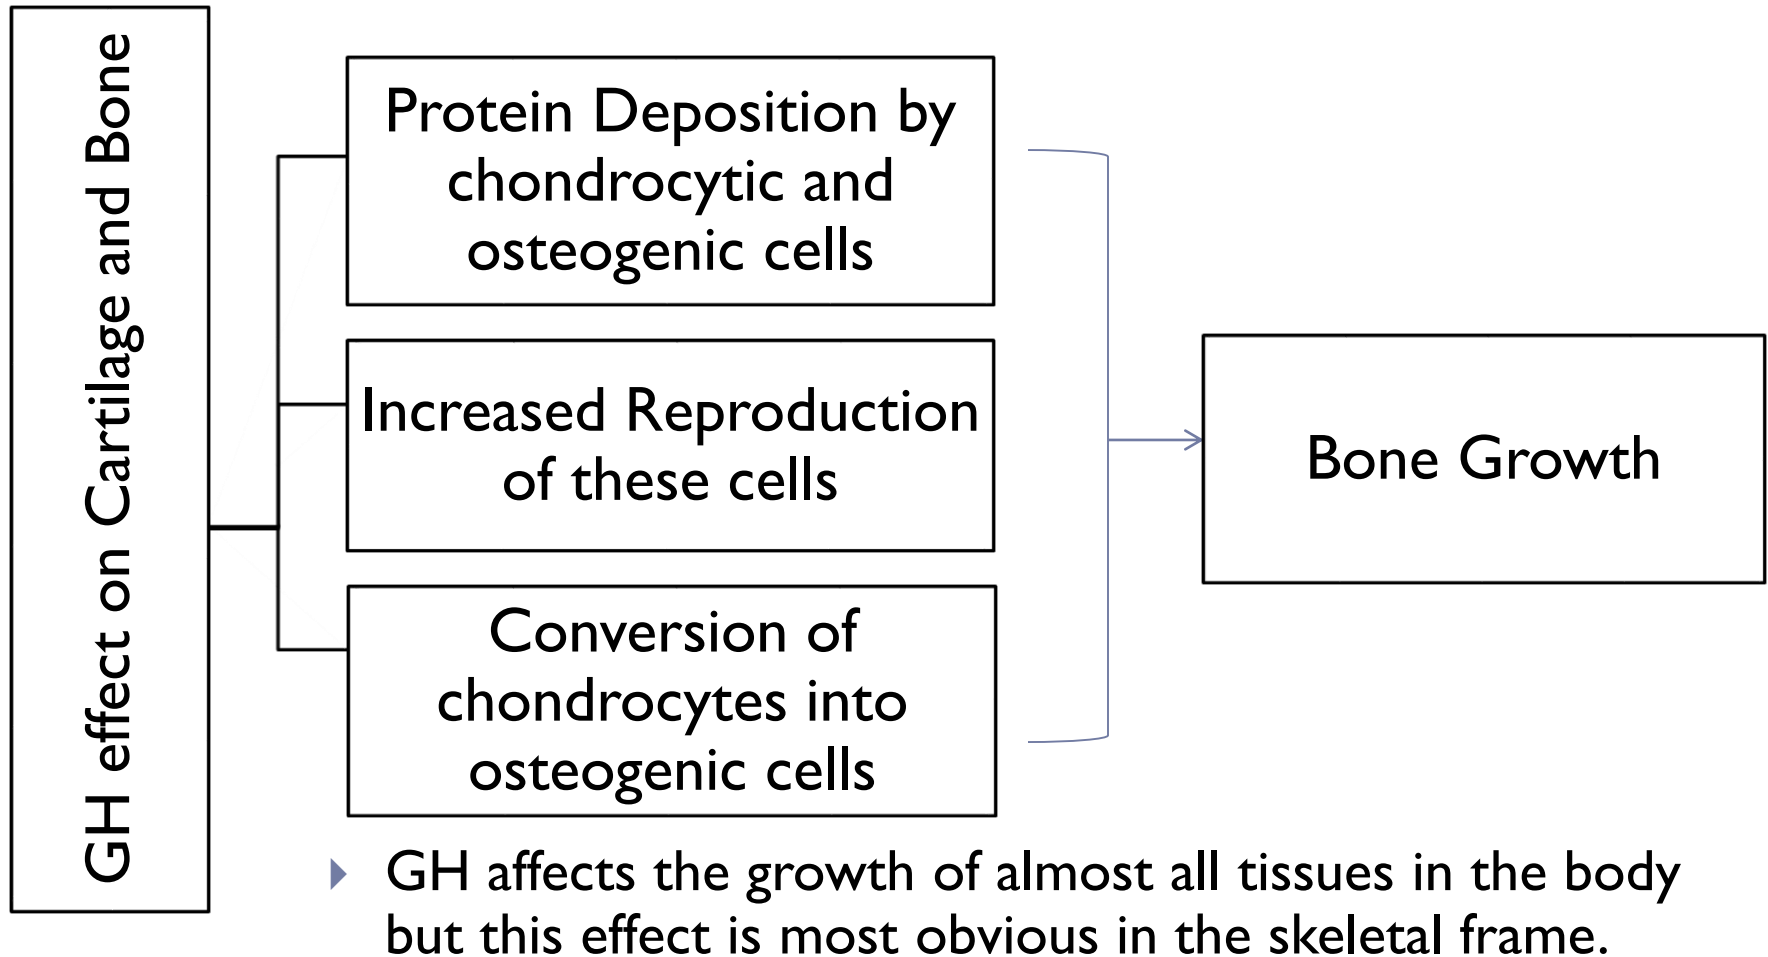 GH effect on Cartilage and Bone
Protein Deposition by
chondrocytic and
osteogenic cells
Increased Reproduction
of these cells
Conversion of
chondrocytes into
osteogenic cells
Bone Growth
GH affects the growth of almost all tissues in the body
but this effect is most obvious in the skeletal frame.